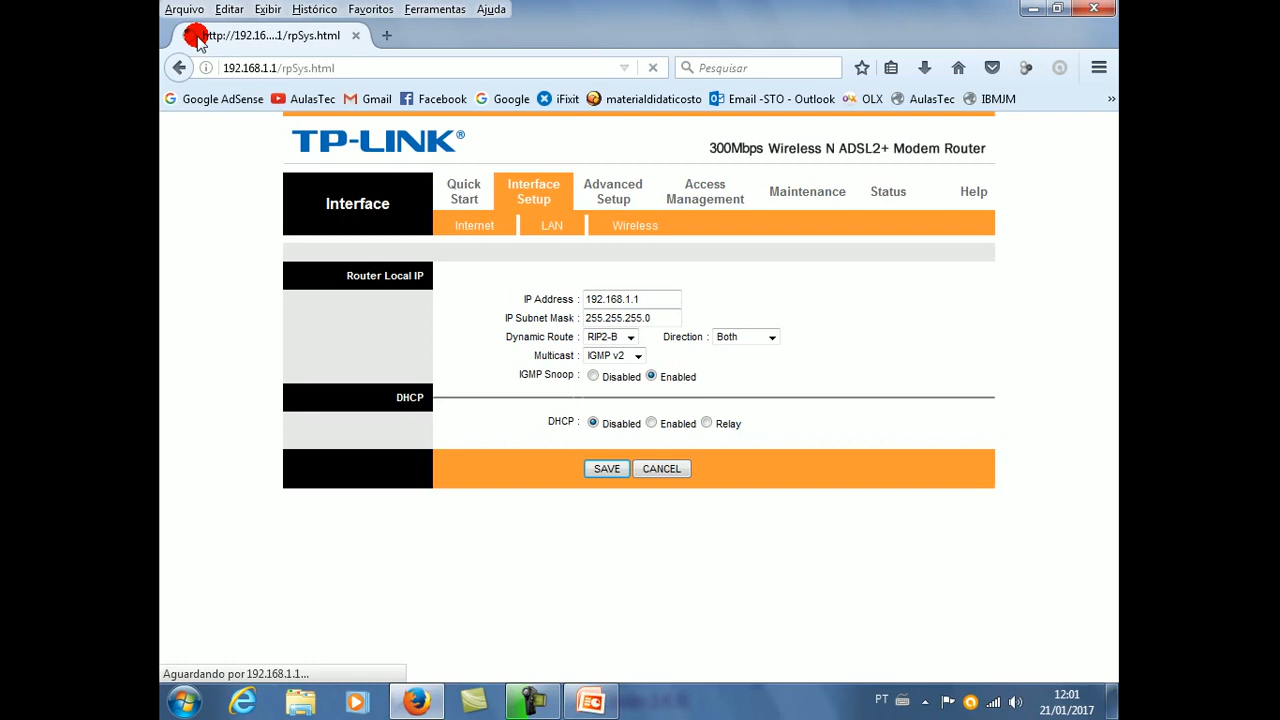 Arquivo Editar Exibir Histórico Favoritos Ferramentas Ajuda
http://192.16....1/rpSys.html
192.168.1.1/rpSys.html
Pesquisar
Google AdSense AulasTec Gmail Facebook Google iFixit materialdidaticosto Email -STO - Outlook OLX AulasTec IBMJM »
TP-LINK®
300Mbps Wireless N ADSL2+ Modem Router
Interface
Quick Start
Interface Setup
Advanced Setup
Access Management
Maintenance
Status
Help
Internet LAN Wireless
Router Local IP
IP Address : 192.168.1.1
IP Subnet Mask : 255.255.255.0
Dynamic Route : RIP2-B Direction : Both
Multicast : IGMP v2
IGMP Snoop : Disabled Enabled
DHCP
DHCP : Disabled Enabled Relay
SAVE CANCEL
Aguardando por 192.168.1.1...
PT
12:01
21/01/2017